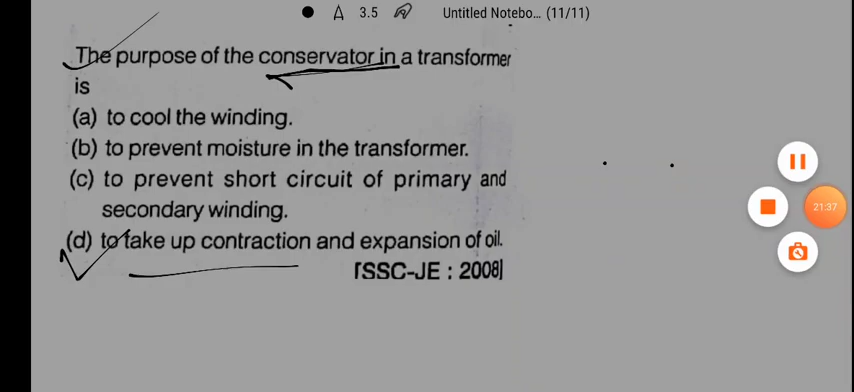 3.5 Untitled Notebo... (11/11)
The purpose of the conservator in a transformer
is
(a) to cool the winding.
(b) to prevent moisture in the transformer.
(c) to prevent short circuit of primary and
secondary winding.
(d) to take up contraction and expansion of oil.
[SSC-JE : 2008]
21:37